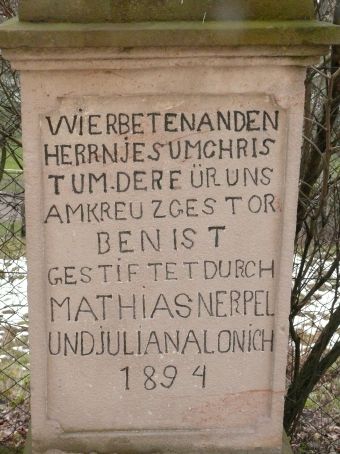 WIERBETENANDEN
HERRNJESUMCHRIS
TUM.DEREÜRUNS
AMKREUZGESTOR
BENIST
GESTIFTETDURCH
MATHIASNERPEL
UNDJULIANALONICH
1894